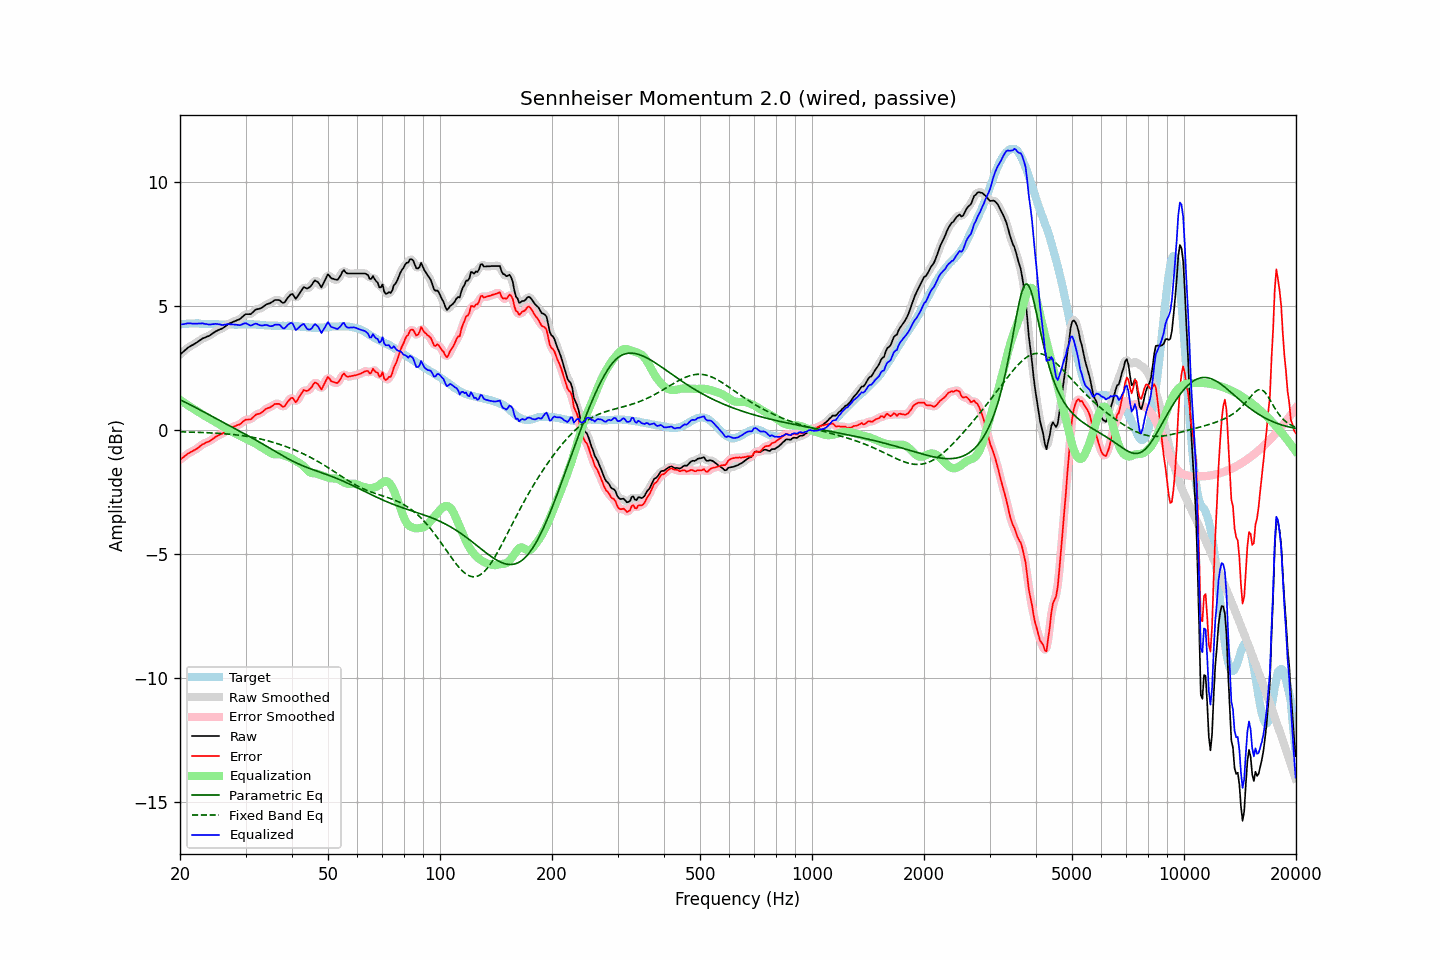 Sennheiser Momentum 2.0 (wired, passive)
Amplitude (dBr)
10
5
0
−5
−10
−15
Target
Raw Smoothed
Error Smoothed
Raw
Error
Equalization
Parametric Eq
Fixed Band Eq
Equalized
20 50 100 200 500 1000 2000 5000 10000 20000
Frequency (Hz)